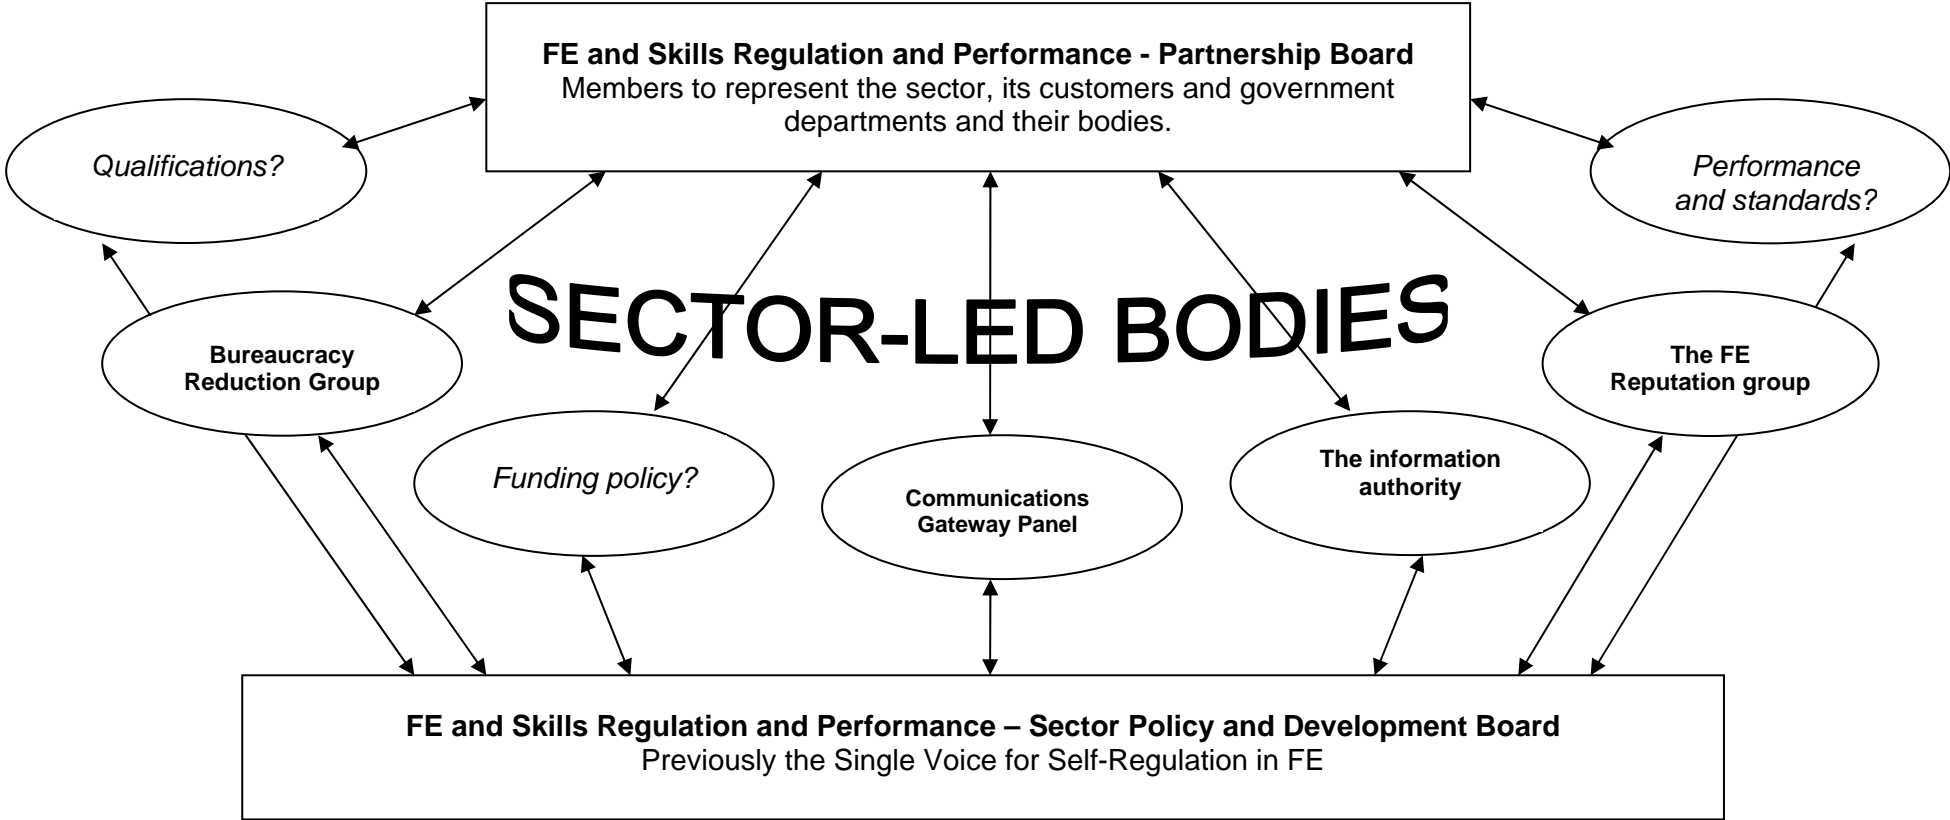 FE and Skills Regulation and Performance - Partnership Board
Members to represent the sector, its customers and government
departments and their bodies.
Qualifications?
Performance
and standards?
SECTOR-LED BODIES
Bureaucracy
Reduction Group
The FE
Reputation group
Funding policy?
Communications
Gateway Panel
The information
authority
FE and Skills Regulation and Performance – Sector Policy and Development Board
Previously the Single Voice for Self-Regulation in FE